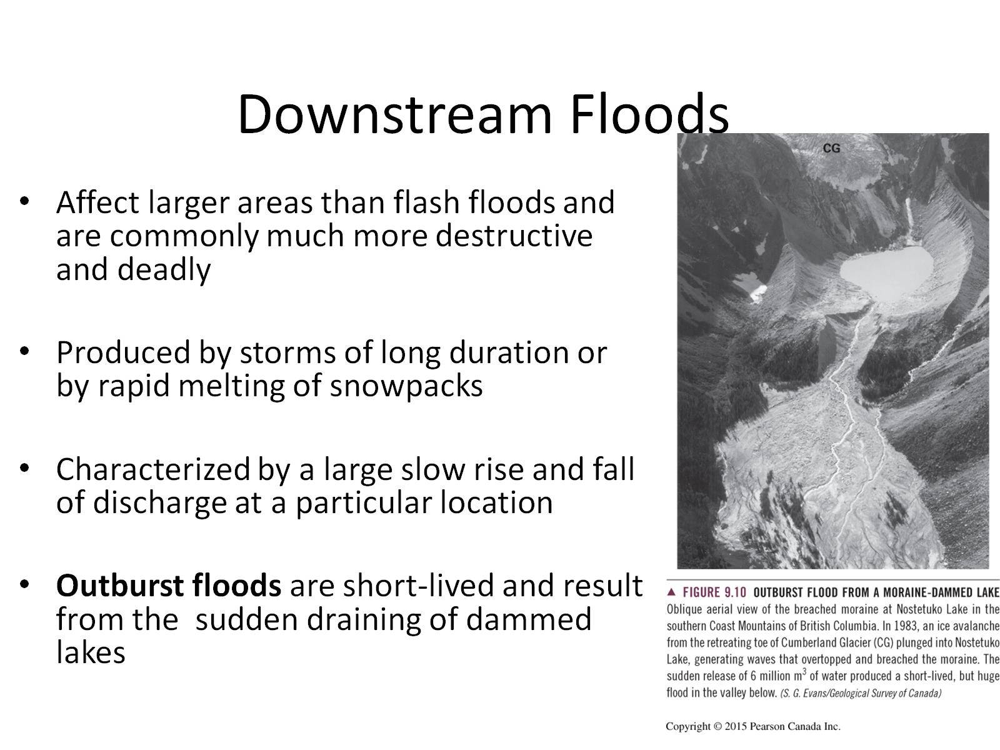 Downstream Floods
• Affect larger areas than flash floods and
are commonly much more destructive
and deadly
• Produced by storms of long duration or
by rapid melting of snowpacks
• Characterized by a large slow rise and fall
of discharge at a particular location
• Outburst floods are short-lived and result
from the  sudden draining of dammed
lakes
CG
▲ FIGURE 9.10 OUTBURST FLOOD FROM A MORAINE-DAMMED LAKE
Oblique aerial view of the breached moraine at Nostetuko Lake in the
southern Coast Mountains of British Columbia. In 1983, an ice avalanche
from the retreating toe of Cumberland Glacier (CG) plunged into Nostetuko
Lake, generating waves that overtopped and breached the moraine. The
sudden release of 6 million m³ of water produced a short-lived, but huge
flood in the valley below. (S. G. Evans/Geological Survey of Canada)
Copyright © 2015 Pearson Canada Inc.